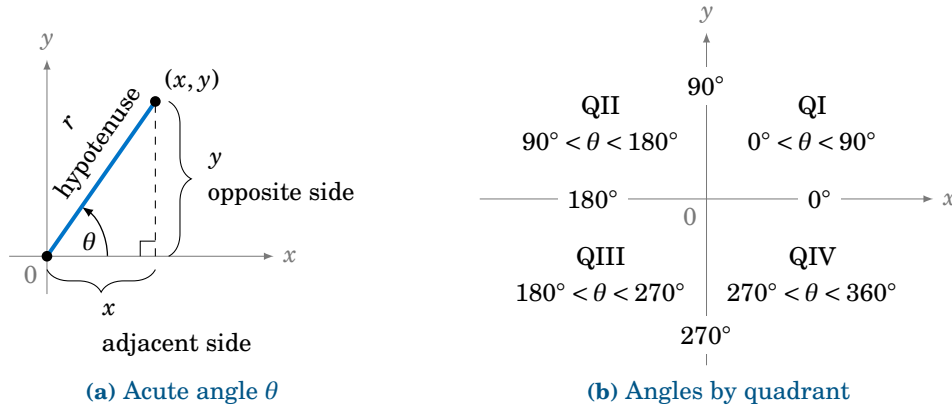 y
(x, y)
r
hypotenuse
y
opposite side
θ
x
0
x
adjacent side
(a) Acute angle θ
y
90°
QII
QI
90° < θ < 180°
0° < θ < 90°
180°
0°
x
0
QIII
QIV
180° < θ < 270°
270° < θ < 360°
270°
(b) Angles by quadrant